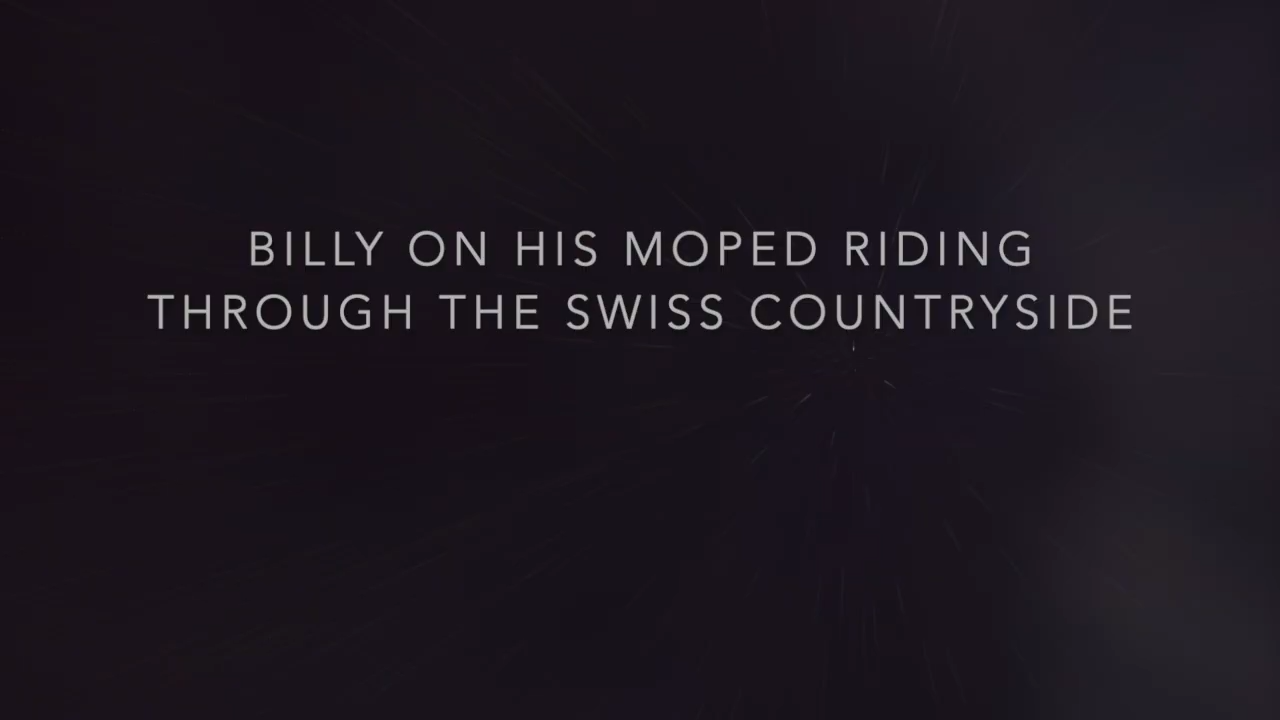 BILLY ON HIS MOPED RIDING
THROUGH THE SWISS COUNTRYSIDE